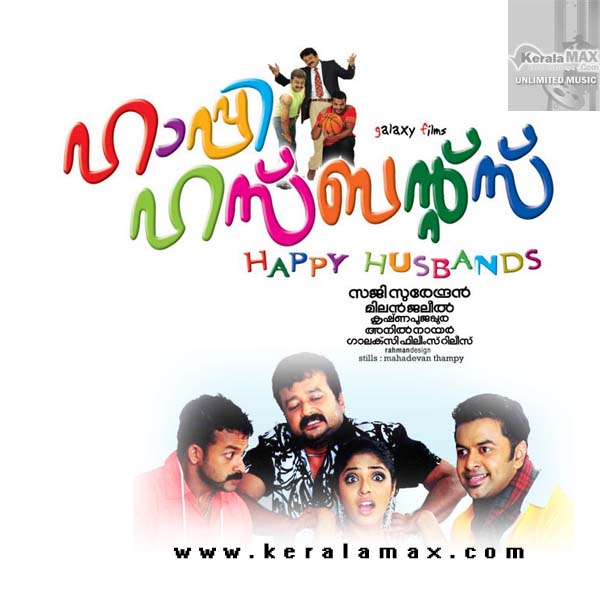 KeralaMAX
.Com
UNLIMITED MUSIC
galaxy films
ഹാപ്പി
ഹസ്ബന്റ്സ്
HAPPY HUSBANDS
സജി സുരേന്ദ്രൻ
മിലൻ ജലീൽ
കൃഷ്ണ പൂജപ്പുര
അനിൽ നായർ
ഗാലക്സി ഫിലിംസ് റിലീസ്
rahmandesign
stills : mahadevan thampy
www.keralamax.com